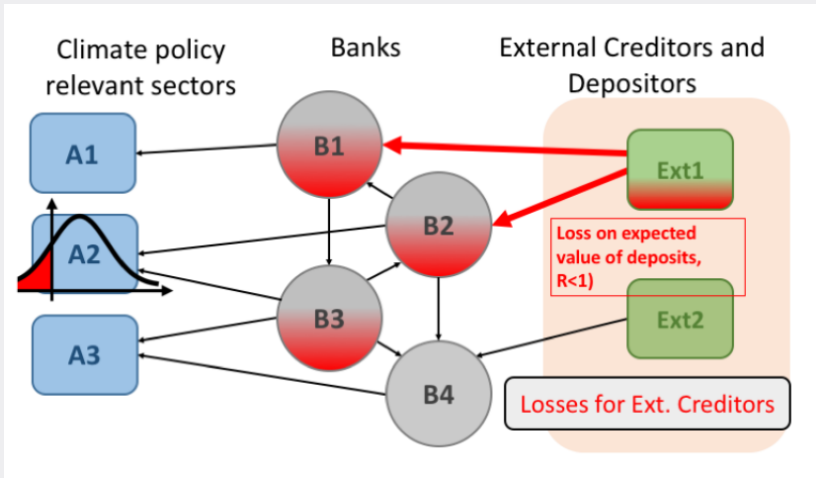 Climate policy
relevant sectors
Banks
External Creditors and
Depositors
A1
B1
Ext1
A2
B2
Loss on expected
value of deposits,
R<1)
A3
B3
Ext2
B4
Losses for Ext. Creditors